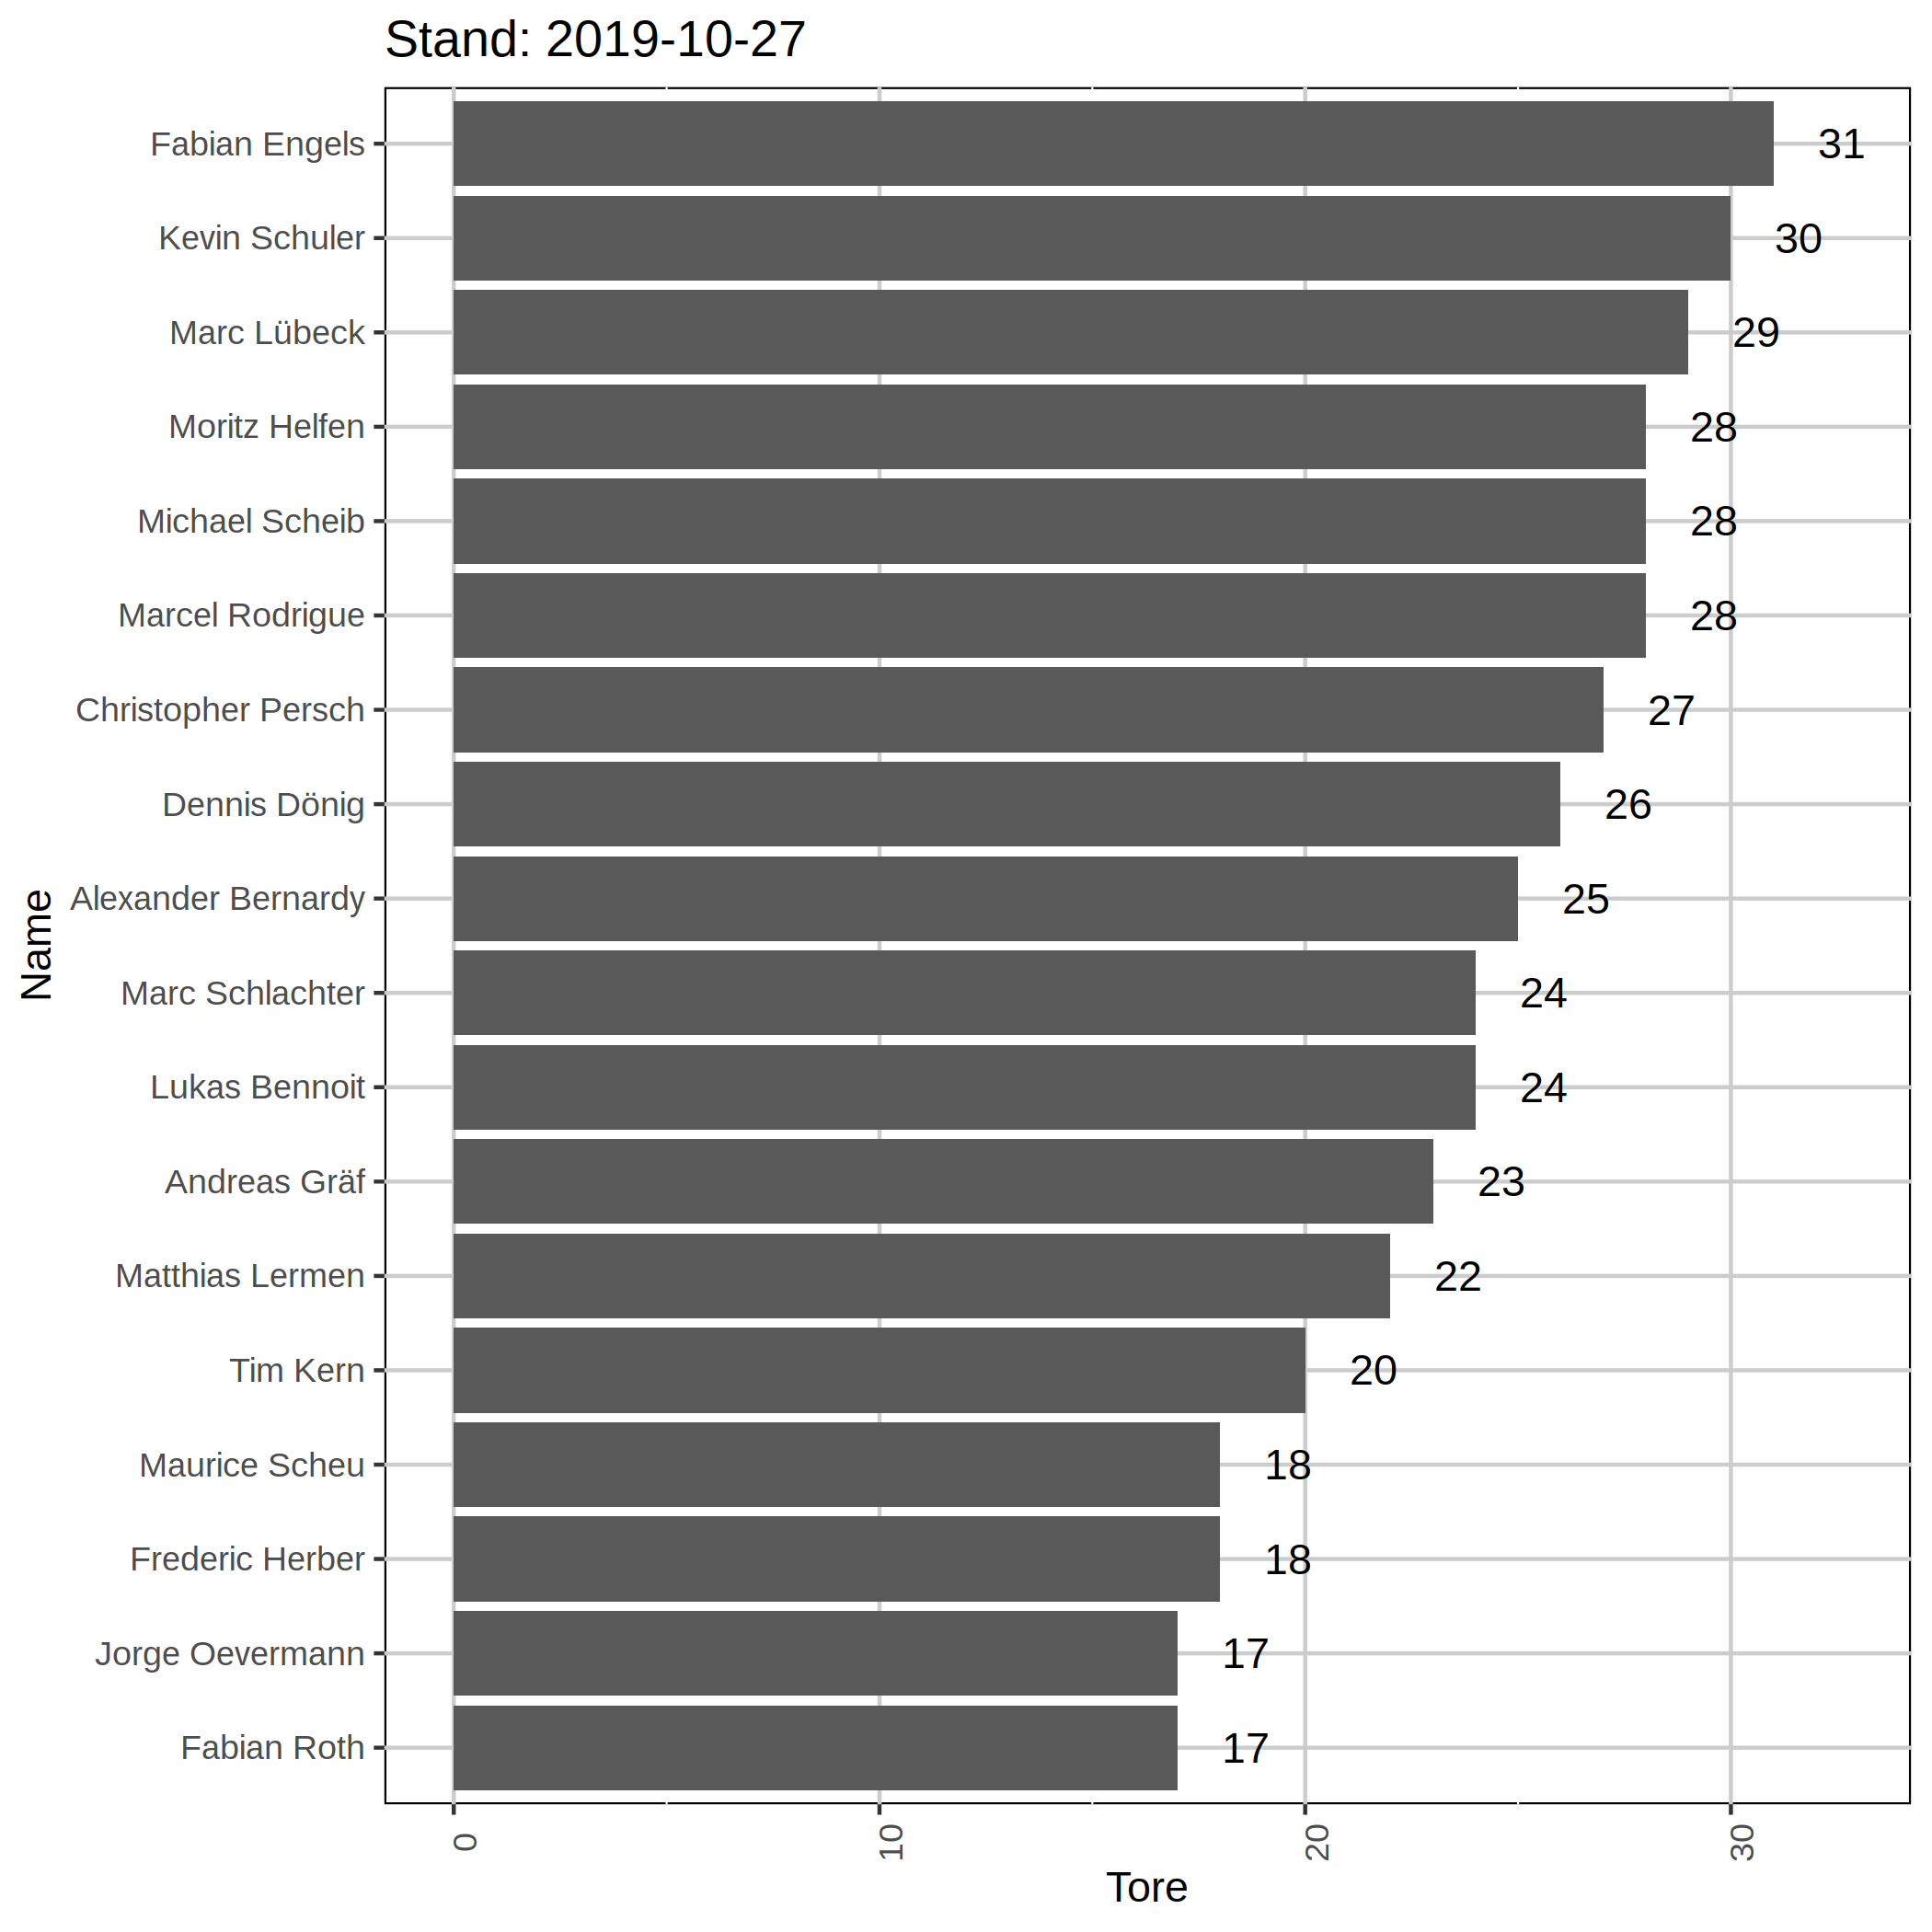 Stand: 2019-10-27
Fabian Engels 31
Kevin Schuler 30
Marc Lübeck 29
Moritz Helfen 28
Michael Scheib 28
Marcel Rodrigue 28
Christopher Persch 27
Dennis Dönig 26
Alexander Bernardy 25
Marc Schlachter 24
Lukas Bennoit 24
Andreas Gräf 23
Matthias Lermen 22
Tim Kern 20
Maurice Scheu 18
Frederic Herber 18
Jorge Oevermann 17
Fabian Roth 17
Name
0 10 20 30
Tore